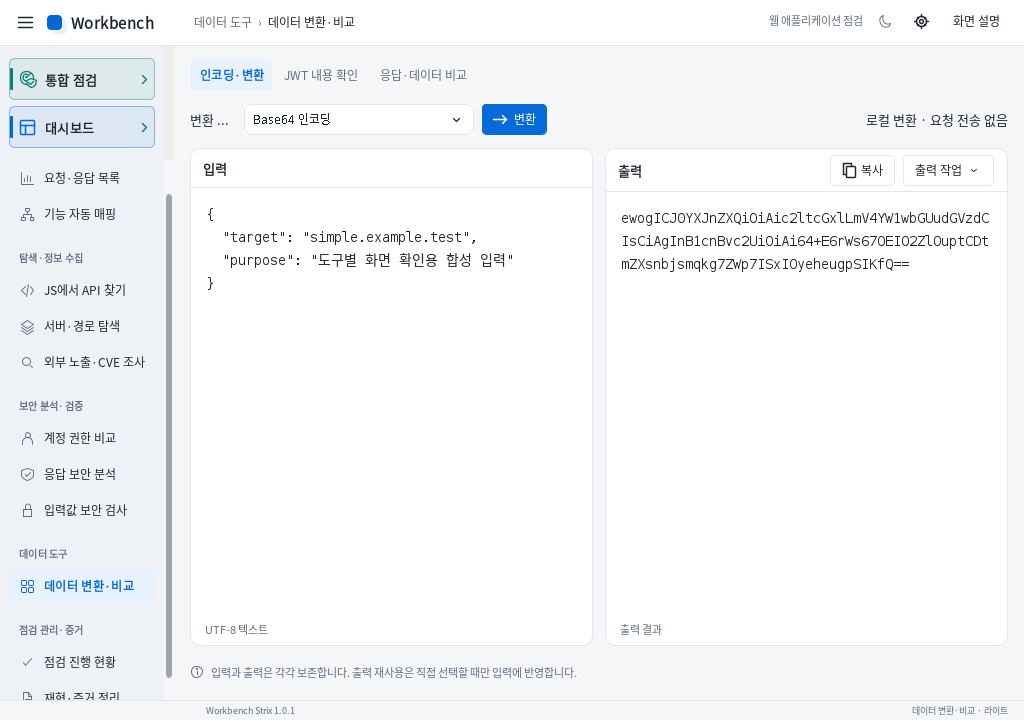 Workbench
데이터 도구 › 데이터 변환·비교
웹 애플리케이션 점검
화면 설명
통합 점검
대시보드
요청·응답 목록
기능 자동 매핑
탐색·정보 수집
JS에서 API 찾기
서버·경로 탐색
외부 노출·CVE 조사
보안 분석·검증
계정 권한 비교
응답 보안 분석
입력값 보안 검사
데이터 도구
데이터 변환·비교
점검 관리·증거
점검 진행 현황
재현·증거 정리
인코딩·변환
JWT 내용 확인
응답·데이터 비교
변환 ...
Base64 인코딩
변환
로컬 변환 · 요청 전송 없음
입력
{
"target": "simple.example.test",
"purpose": "도구별 화면 확인용 합성 입력"
}
UTF-8 텍스트
출력
복사
출력 작업
ewogICJ0YXJnZXQiOiAic2ltcGxlLmV4YW1wbGUudGVzdC
IsCiAgInB1cnBvc2UiOiAi64+E6rWs67OEIO2ZlOuptCDt
mZXsnbjsmqkg7ZWp7ISxIOyeheugpSIKfQ==
출력 결과
입력과 출력은 각각 보존합니다. 출력 재사용은 직접 선택할 때만 입력에 반영합니다.
Workbench Strix 1.0.1
데이터 변환·비교 · 라이트